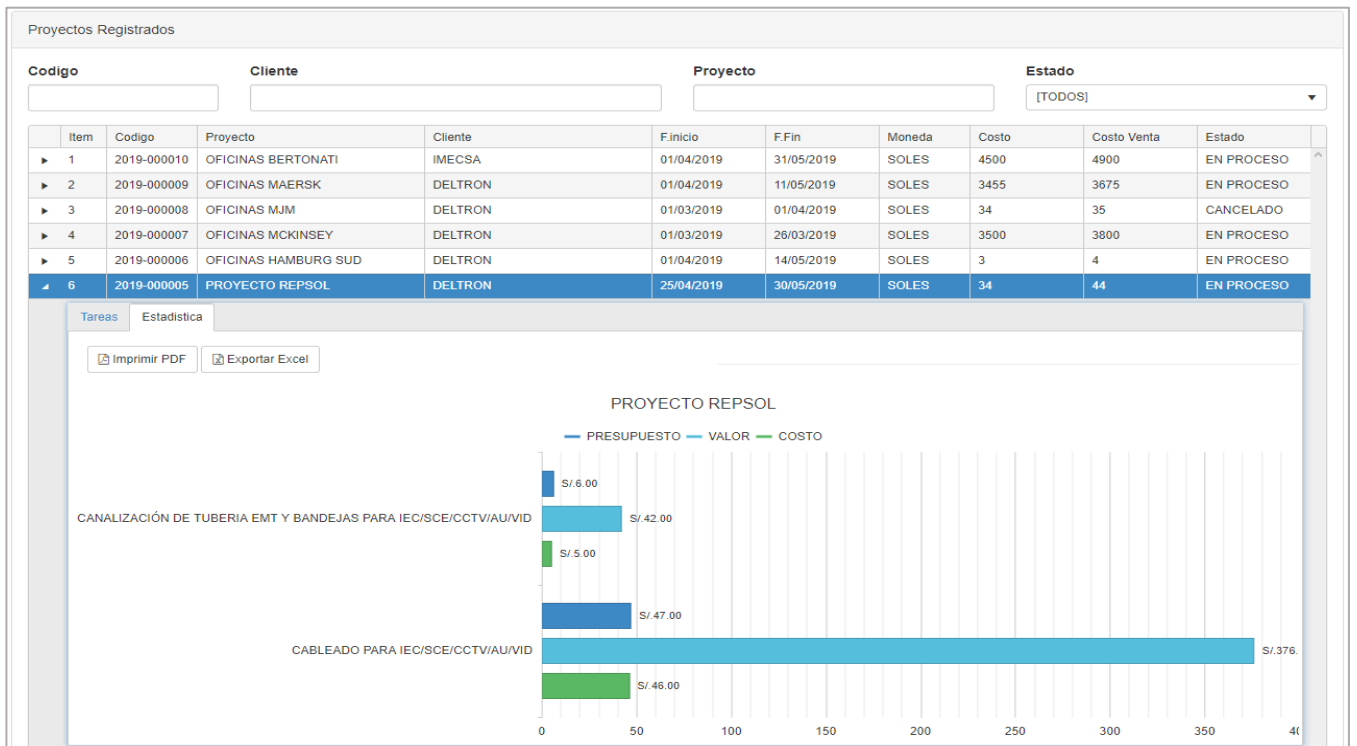 Proyectos Registrados
Codigo Cliente Proyecto Estado
[TODOS]
Item Codigo Proyecto Cliente F.inicio F.Fin Moneda Costo Costo Venta Estado
1 2019-000010 OFICINAS BERTONATI IMECSA 01/04/2019 31/05/2019 SOLES 4500 4900 EN PROCESO
2 2019-000009 OFICINAS MAERSK DELTRON 01/04/2019 11/05/2019 SOLES 3455 3675 EN PROCESO
3 2019-000008 OFICINAS MJM DELTRON 01/03/2019 01/04/2019 SOLES 34 35 CANCELADO
4 2019-000007 OFICINAS MCKINSEY DELTRON 01/03/2019 26/03/2019 SOLES 3500 3800 EN PROCESO
5 2019-000006 OFICINAS HAMBURG SUD DELTRON 01/04/2019 14/05/2019 SOLES 3 4 EN PROCESO
6 2019-000005 PROYECTO REPSOL DELTRON 25/04/2019 30/05/2019 SOLES 34 44 EN PROCESO
Tareas Estadistica
Imprimir PDF Exportar Excel
PROYECTO REPSOL
PRESUPUESTO VALOR COSTO
S/.6.00
CANALIZACIÓN DE TUBERIA EMT Y BANDEJAS PARA IEC/SCE/CCTV/AU/VID S/.42.00
S/.5.00
S/.47.00
CABLEADO PARA IEC/SCE/CCTV/AU/VID S/.376.
S/.46.00
0 50 100 150 200 250 300 350